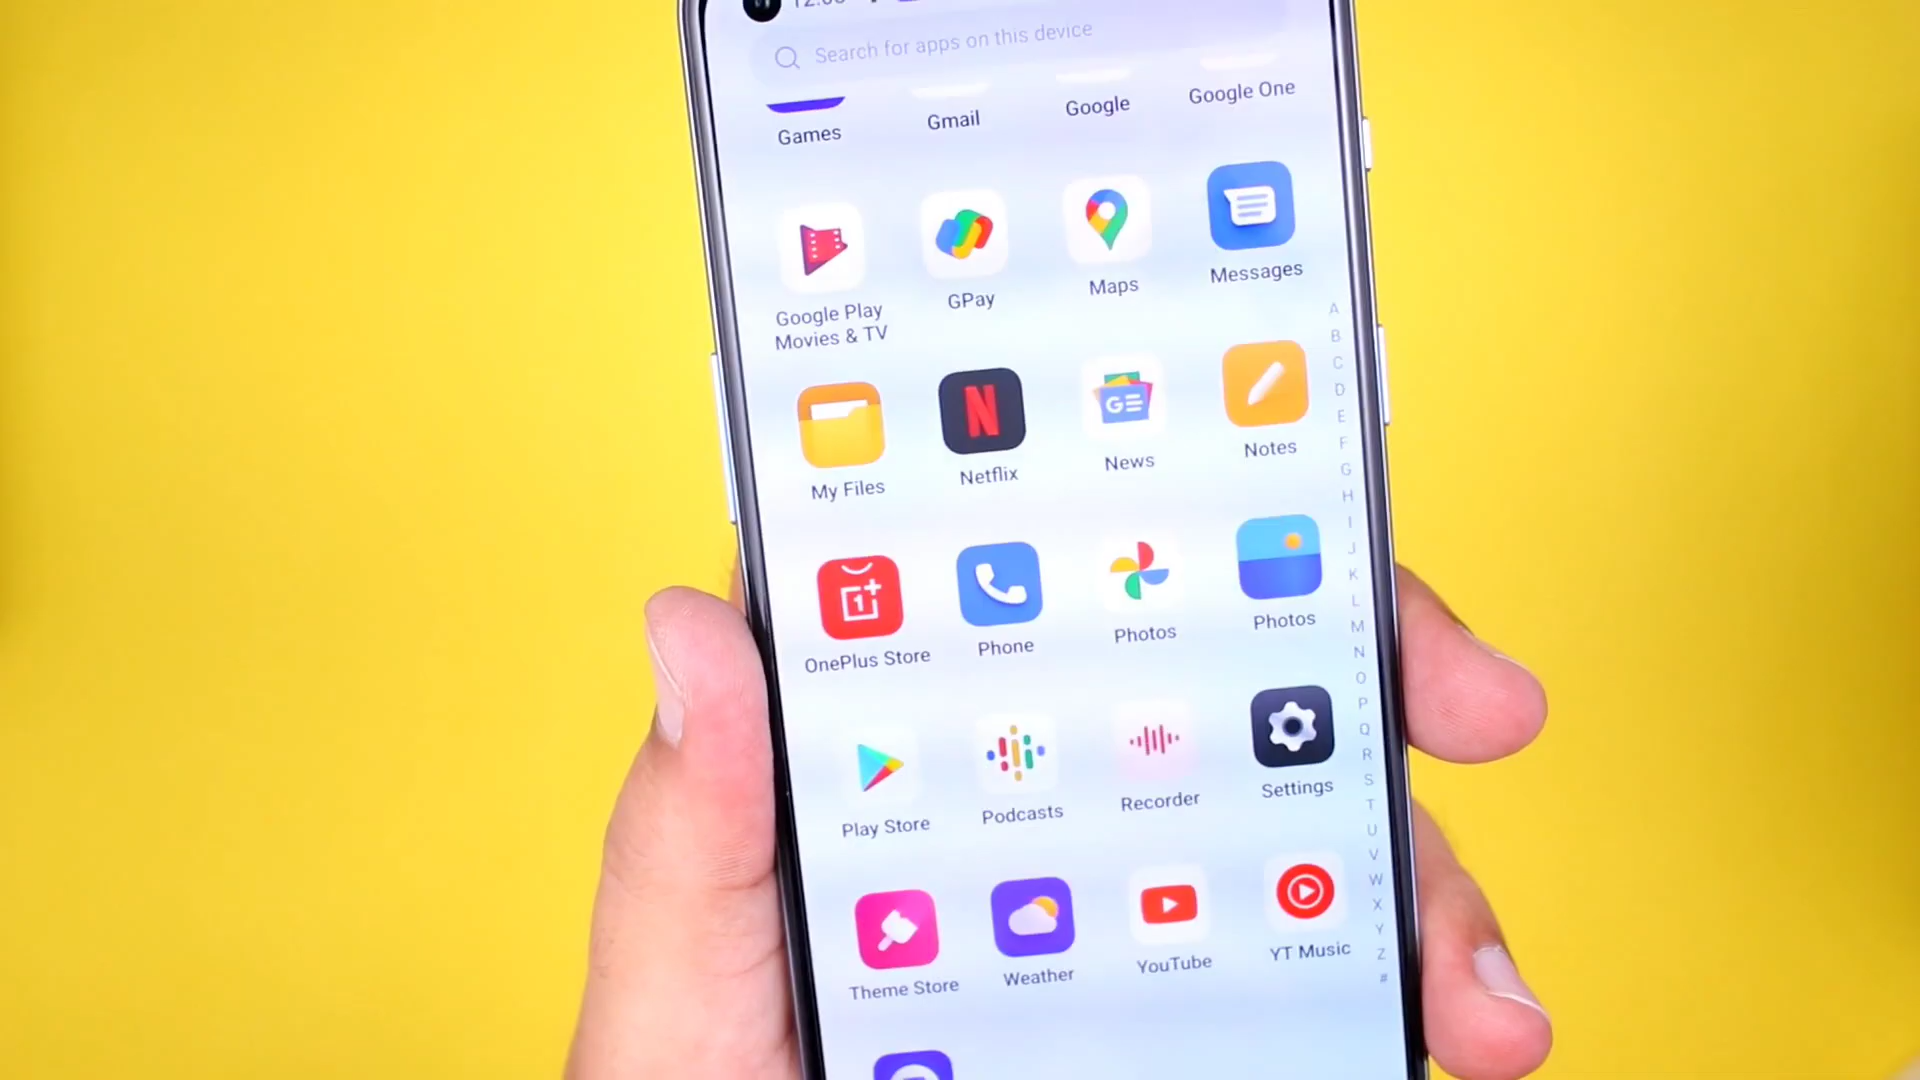 Search for apps on this device
Games
Gmail
Google
Google One
Google Play
Movies & TV
GPay
Maps
Messages
My Files
N
Netflix
GE
News
Notes
1+
OnePlus Store
Phone
Photos
Photos
Play Store
Podcasts
Recorder
Settings
Theme Store
Weather
YouTube
YT Music
A
B
C
D
E
F
G
H
I
J
K
L
M
N
O
P
Q
R
S
T
U
V
W
X
Y
Z
#